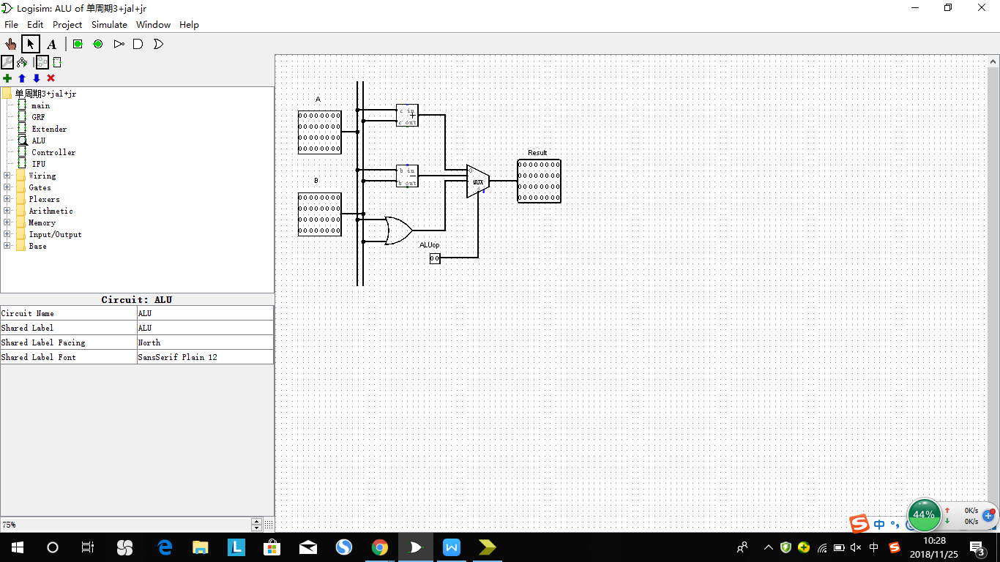 Logisim: ALU of 单周期3+jal+jr
File Edit Project Simulate Window Help
A
单周期3+jal+jr
main
GRF
Extender
ALU
Controller
IFU
Wiring
Gates
Plexers
Arithmetic
Memory
Input/Output
Base
Circuit: ALU
Circuit Name ALU
Shared Label ALU
Shared Label Facing North
Shared Label Font SansSerif Plain 12
75%
A
00000000
00000000
00000000
00000000
B
00000000
00000000
00000000
00000000
c in
+
c out
b in
−
b out
0
MUX
ALUop
00
Result
00000000
00000000
00000000
00000000
S 中
44%
0K/s
0K/s
L
W
中
S
10:28
2018/11/25
3